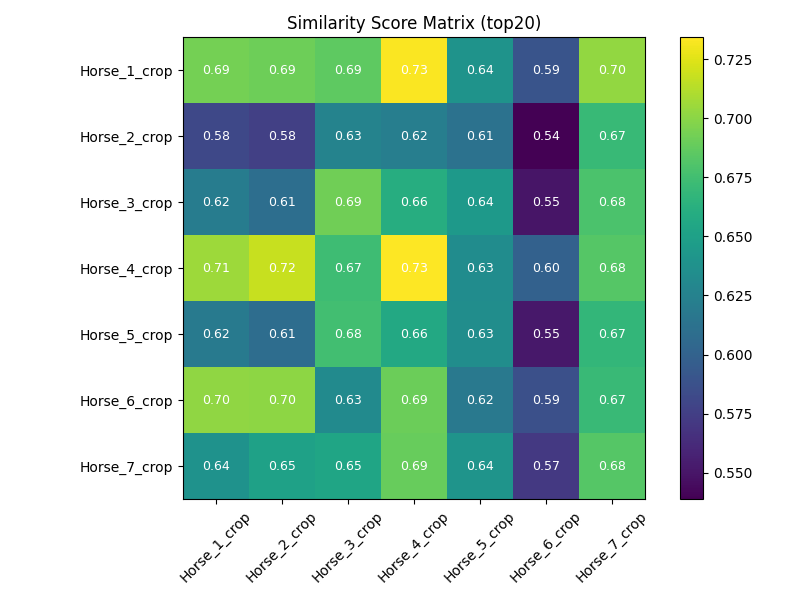 Similarity Score Matrix (top20)
Horse_1_crop 0.69 0.69 0.69 0.73 0.64 0.59 0.70
Horse_2_crop 0.58 0.58 0.63 0.62 0.61 0.54 0.67
Horse_3_crop 0.62 0.61 0.69 0.66 0.64 0.55 0.68
Horse_4_crop 0.71 0.72 0.67 0.73 0.63 0.60 0.68
Horse_5_crop 0.62 0.61 0.68 0.66 0.63 0.55 0.67
Horse_6_crop 0.70 0.70 0.63 0.69 0.62 0.59 0.67
Horse_7_crop 0.64 0.65 0.65 0.69 0.64 0.57 0.68
Horse_1_crop Horse_2_crop Horse_3_crop Horse_4_crop Horse_5_crop Horse_6_crop Horse_7_crop
0.725
0.700
0.675
0.650
0.625
0.600
0.575
0.550